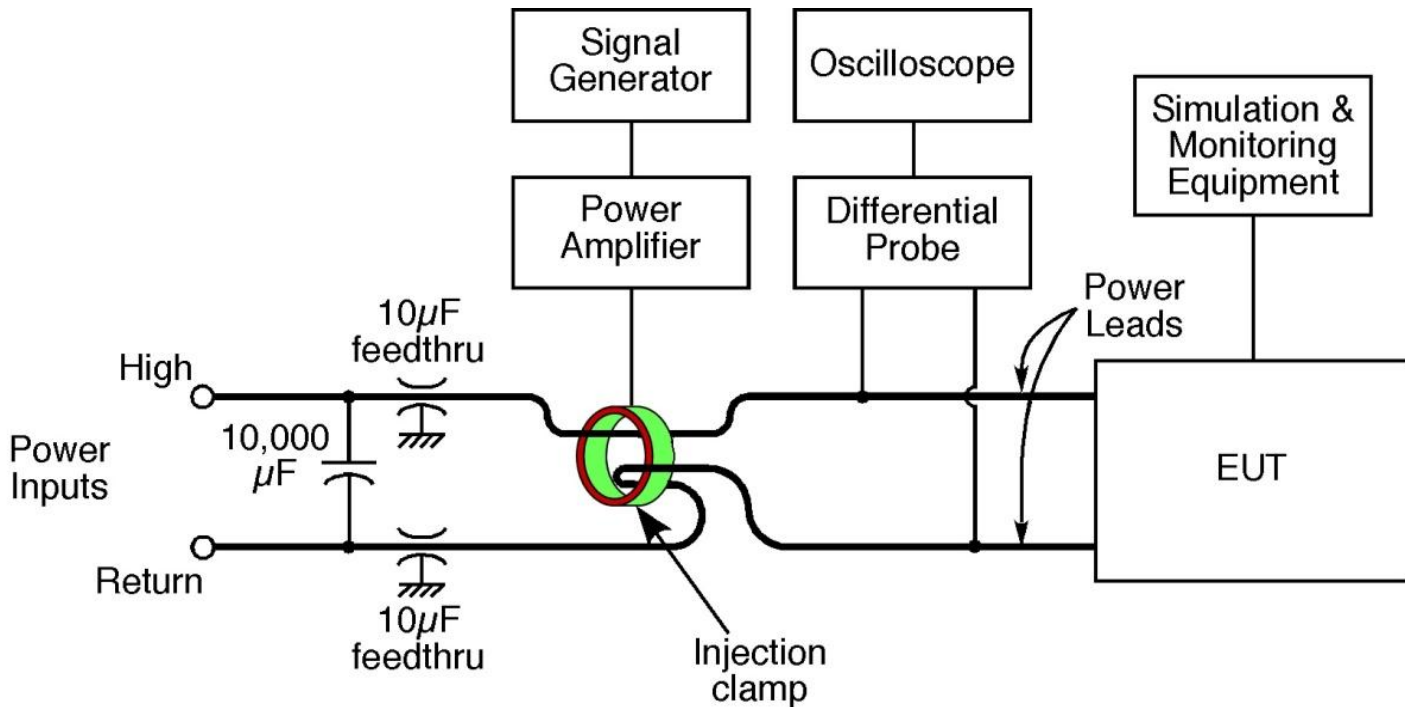 Signal
Generator
Oscilloscope
Simulation &
Monitoring
Equipment
Power
Amplifier
Differential
Probe
Power
Leads
10µF
feedthru
High
10,000
µF
Power
Inputs
EUT
Return
10µF
feedthru
Injection
clamp